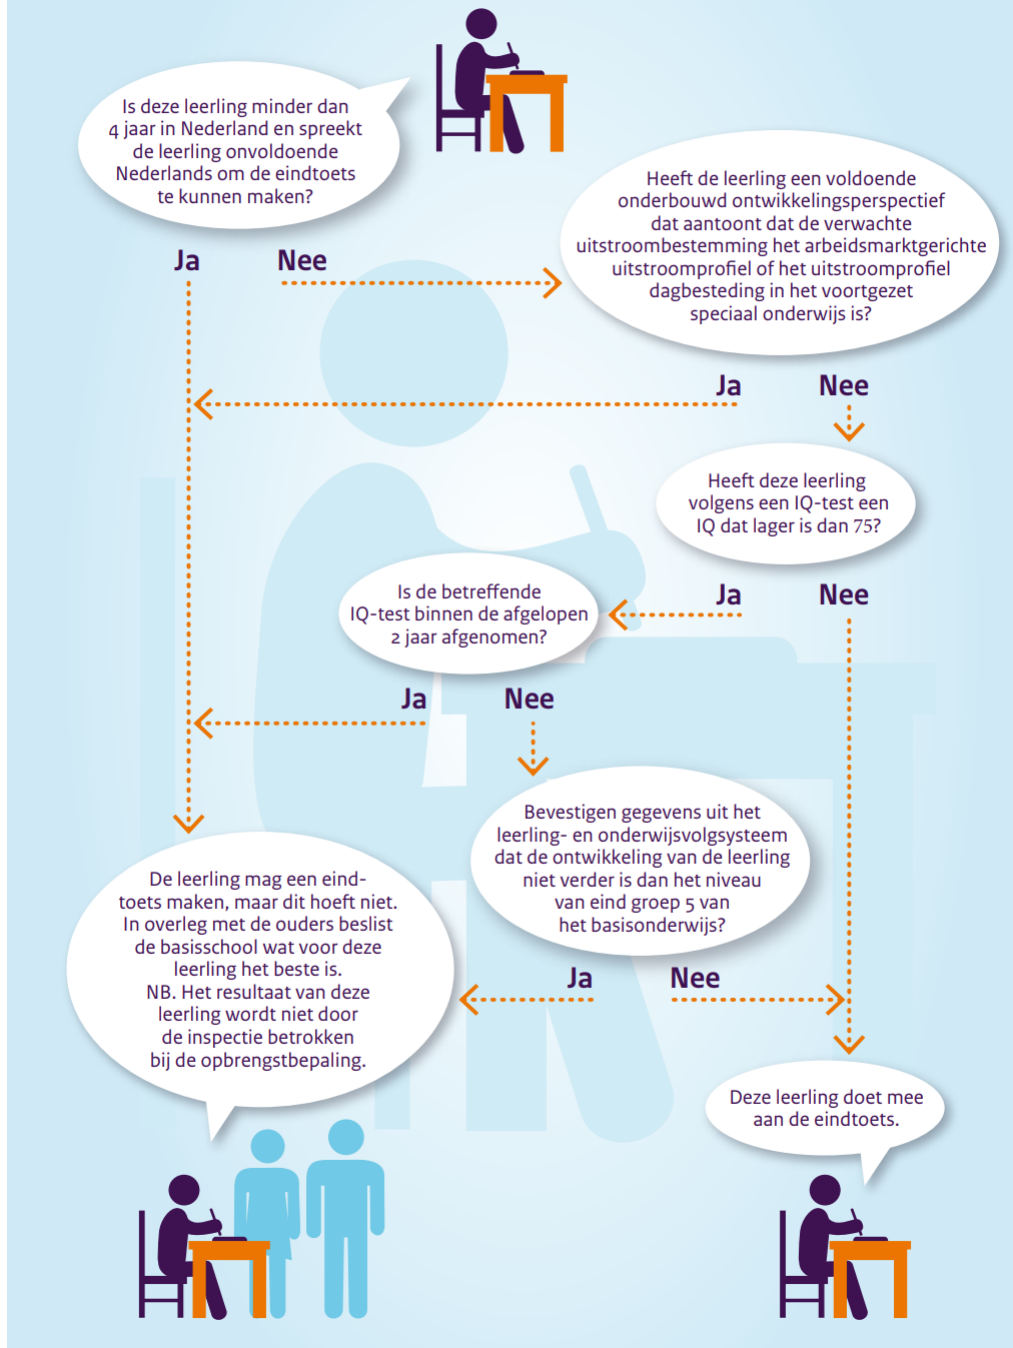 Is deze leerling minder dan
4 jaar in Nederland en spreekt
de leerling onvoldoende
Nederlands om de eindtoets
te kunnen maken?
Ja Nee
Heeft de leerling een voldoende
onderbouwd ontwikkelingsperspectief
dat aantoont dat de verwachte
uitstroombestemming het arbeidsmarktgerichte
uitstroomprofiel of het uitstroomprofiel
dagbesteding in het voortgezet
speciaal onderwijs is?
Ja Nee
Heeft deze leerling
volgens een IQ-test een
IQ dat lager is dan 75?
Ja Nee
Is de betreffende
IQ-test binnen de afgelopen
2 jaar afgenomen?
Ja Nee
Bevestigen gegevens uit het
leerling- en onderwijsvolgsysteem
dat de ontwikkeling van de leerling
niet verder is dan het niveau
van eind groep 5 van
het basisonderwijs?
Ja Nee
De leerling mag een eind-
toets maken, maar dit hoeft niet.
In overleg met de ouders beslist
de basisschool wat voor deze
leerling het beste is.
NB. Het resultaat van deze
leerling wordt niet door
de inspectie betrokken
bij de opbrengstbepaling.
Deze leerling doet mee
aan de eindtoets.